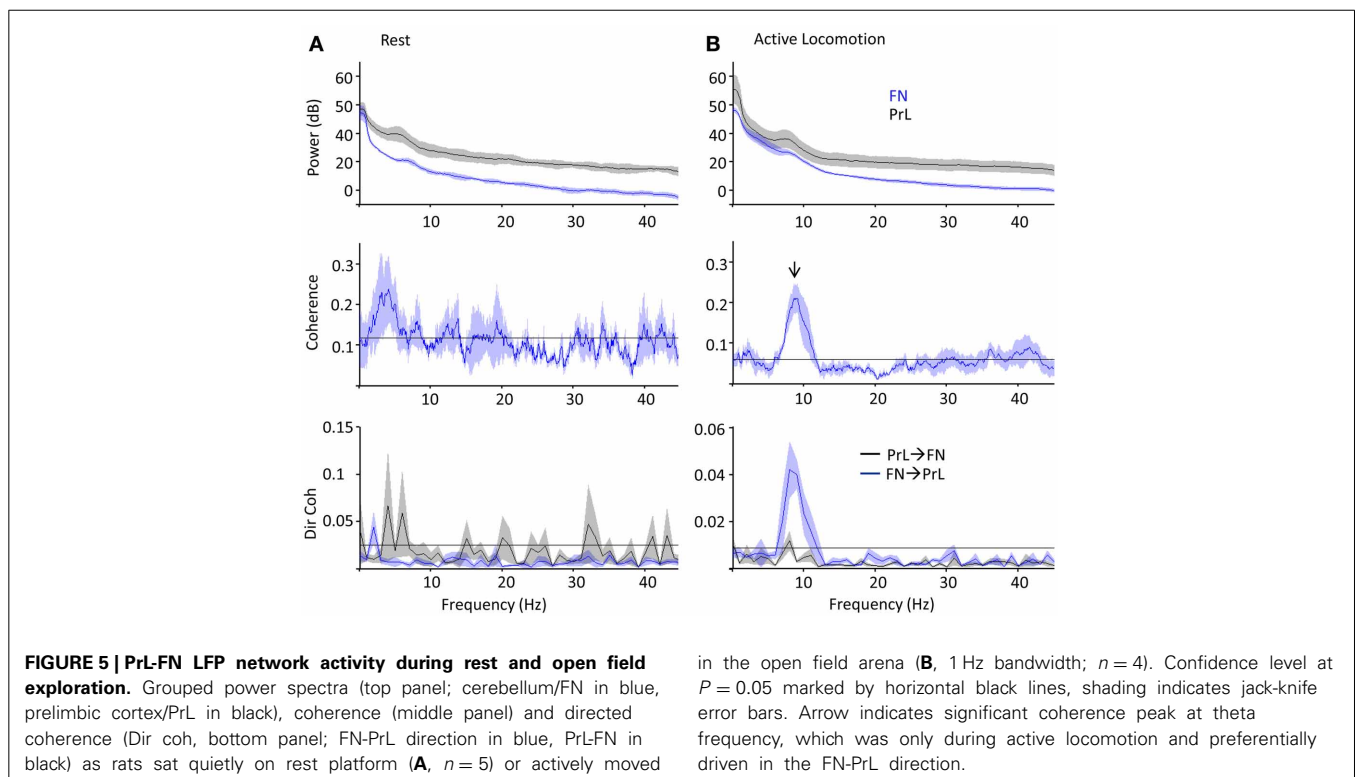 A Rest
B Active Locomotion
Power (dB)
60
50
40
20
0
10 20 30 40
60
50
40
20
0
FN
PrL
10 20 30 40
Coherence
0.3
0.2
0.1
10 20 30 40
0.3
0.2
0.1
10 20 30 40
Dir Coh
0.15
0.1
0.05
10 20 30 40
Frequency (Hz)
0.06
0.04
0.02
PrL→FN
FN→PrL
10 20 30 40
Frequency (Hz)
FIGURE 5 | PrL-FN LFP network activity during rest and open field
exploration. Grouped power spectra (top panel; cerebellum/FN in blue,
prelimbic cortex/PrL in black), coherence (middle panel) and directed
coherence (Dir coh, bottom panel; FN-PrL direction in blue, PrL-FN in
black) as rats sat quietly on rest platform (A, n = 5) or actively moved
in the open field arena (B, 1 Hz bandwidth; n = 4). Confidence level at
P = 0.05 marked by horizontal black lines, shading indicates jack-knife
error bars. Arrow indicates significant coherence peak at theta
frequency, which was only during active locomotion and preferentially
driven in the FN-PrL direction.